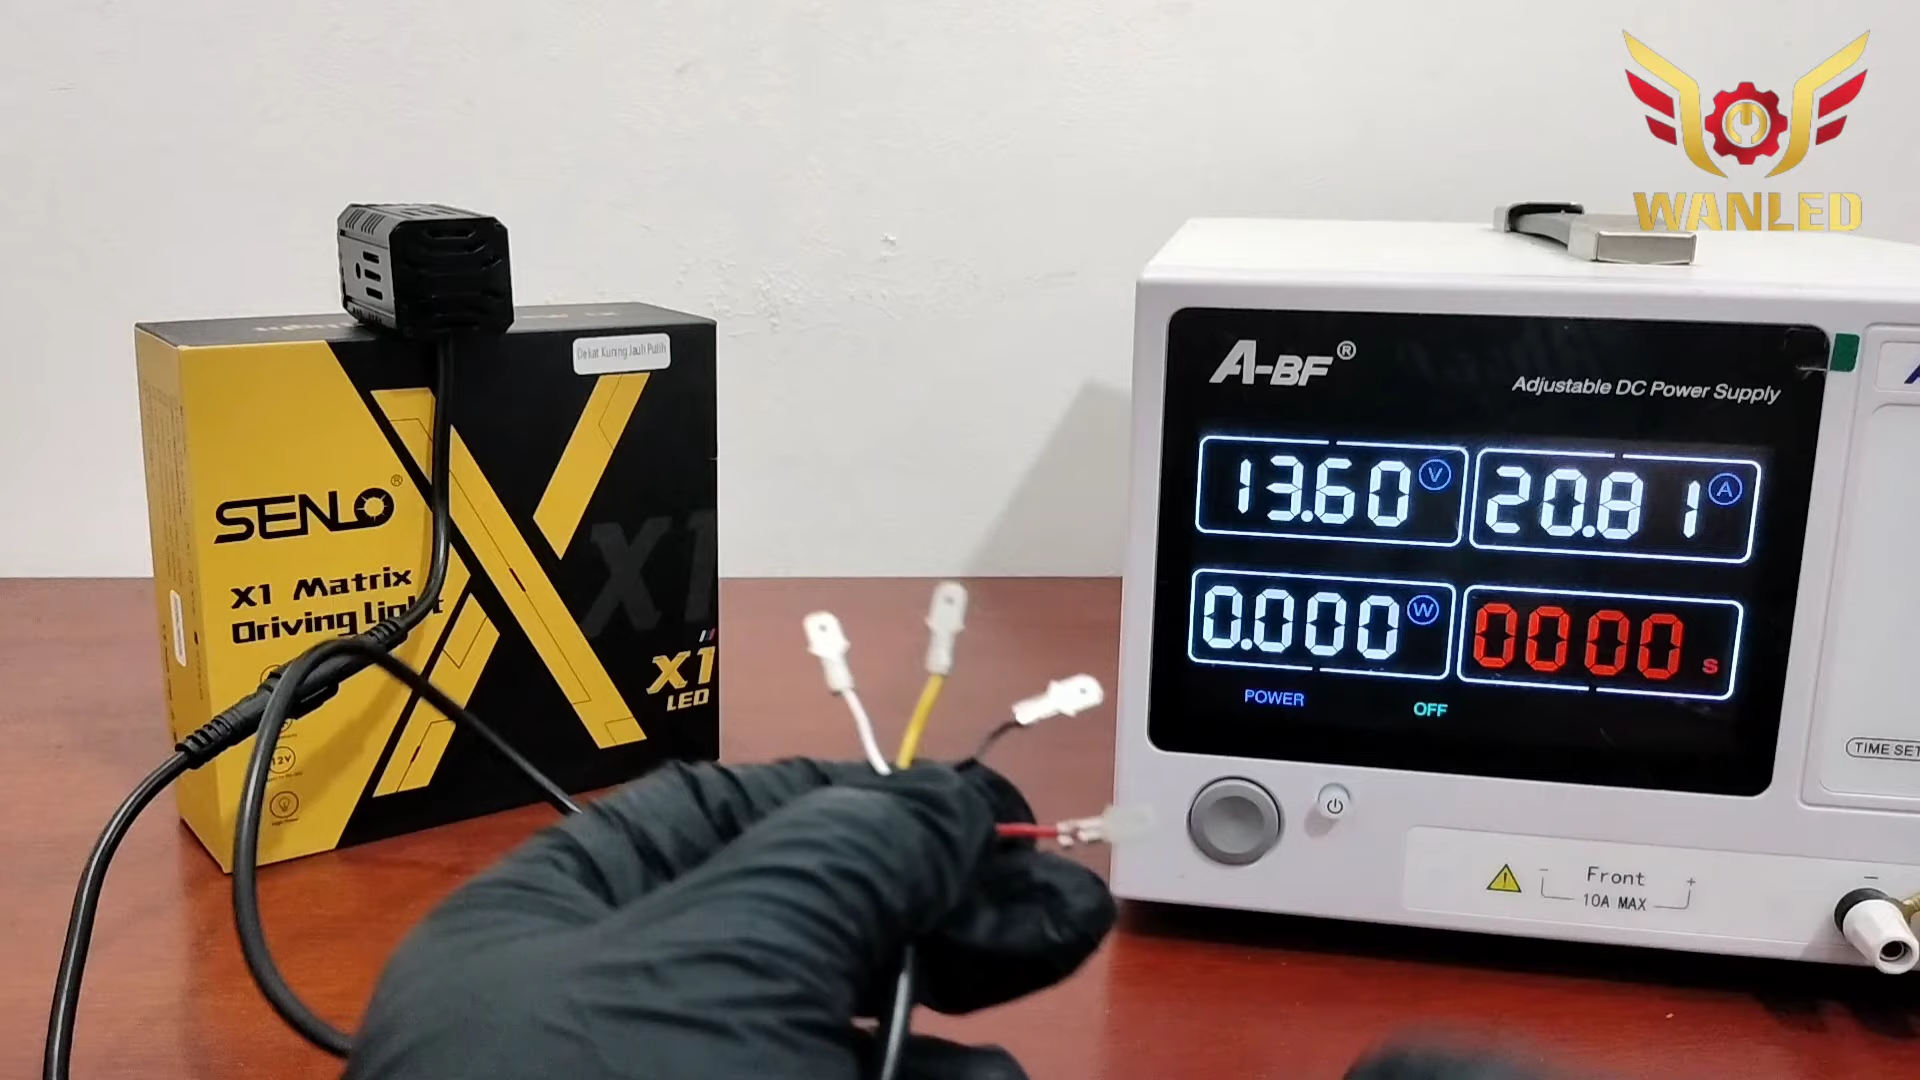 WANLED
Dekat Kuning Jauh Putih
SENLO®
X1 Matrix
Driving Light
X1
X1
LED
12V
A-BF®
Adjustable DC Power Supply
13.60 V
20.81 A
0.000 W
0000 s
POWER
OFF
TIME SET
- Front +
10A MAX
-